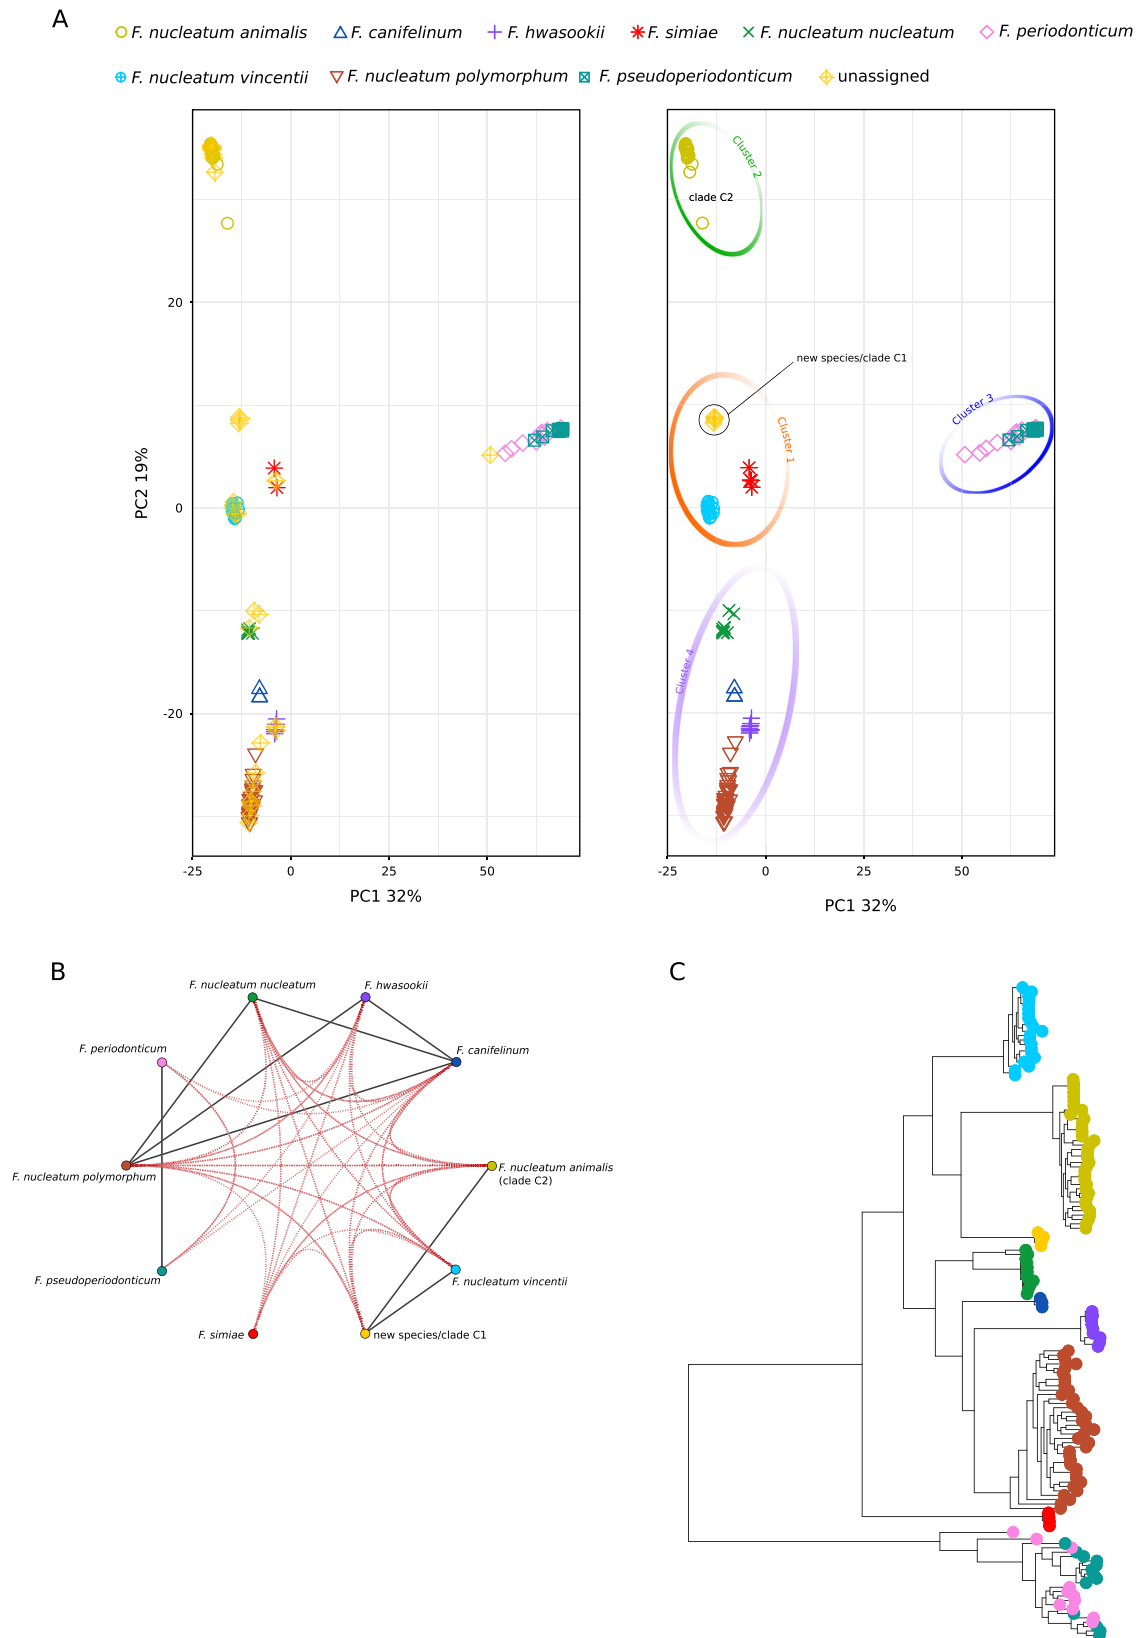 A
F. nucleatum animalis F. canifelinum F. hwasookii F. simiae F. nucleatum nucleatum F. periodonticum
F. nucleatum vincentii F. nucleatum polymorphum F. pseudoperiodonticum unassigned
PC2 19%
20
0
-20
-25 0 25 50
PC1 32%
Cluster 2
clade C2
new species/clade C1
Cluster 1
Cluster 3
Cluster 4
-25 0 25 50
PC1 32%
B
F. nucleatum nucleatum
F. hwasookii
F. periodonticum
F. canifelinum
F. nucleatum polymorphum
F. nucleatum animalis
(clade C2)
F. pseudoperiodonticum
F. nucleatum vincentii
F. simiae
new species/clade C1
C